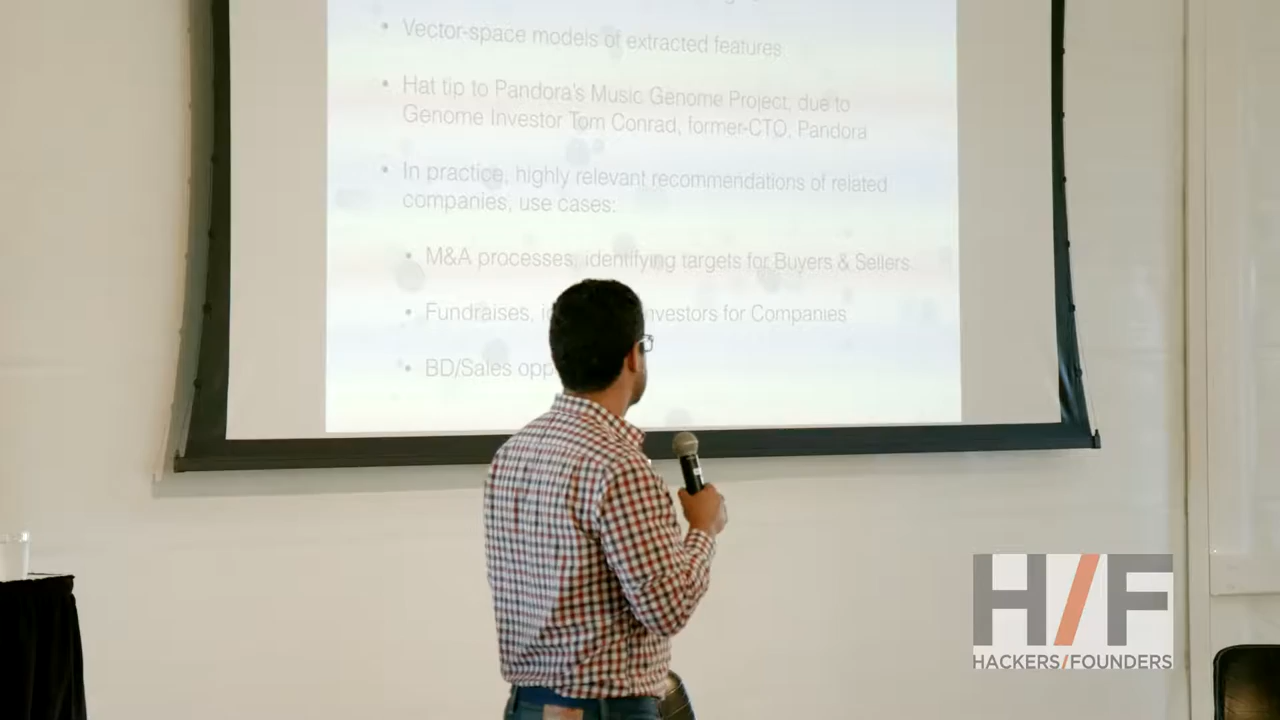 • Vector-space models of extracted features
• Hat tip to Pandora's Music Genome Project, due to
Genome Investor Tom Conrad, former-CTO, Pandora
• In practice, highly relevant recommendations of related
companies, use cases:
• M&A processes, identifying targets for Buyers & Sellers
• Fundraises, investors for Companies
• BD/Sales
H/F
HACKERS/FOUNDERS